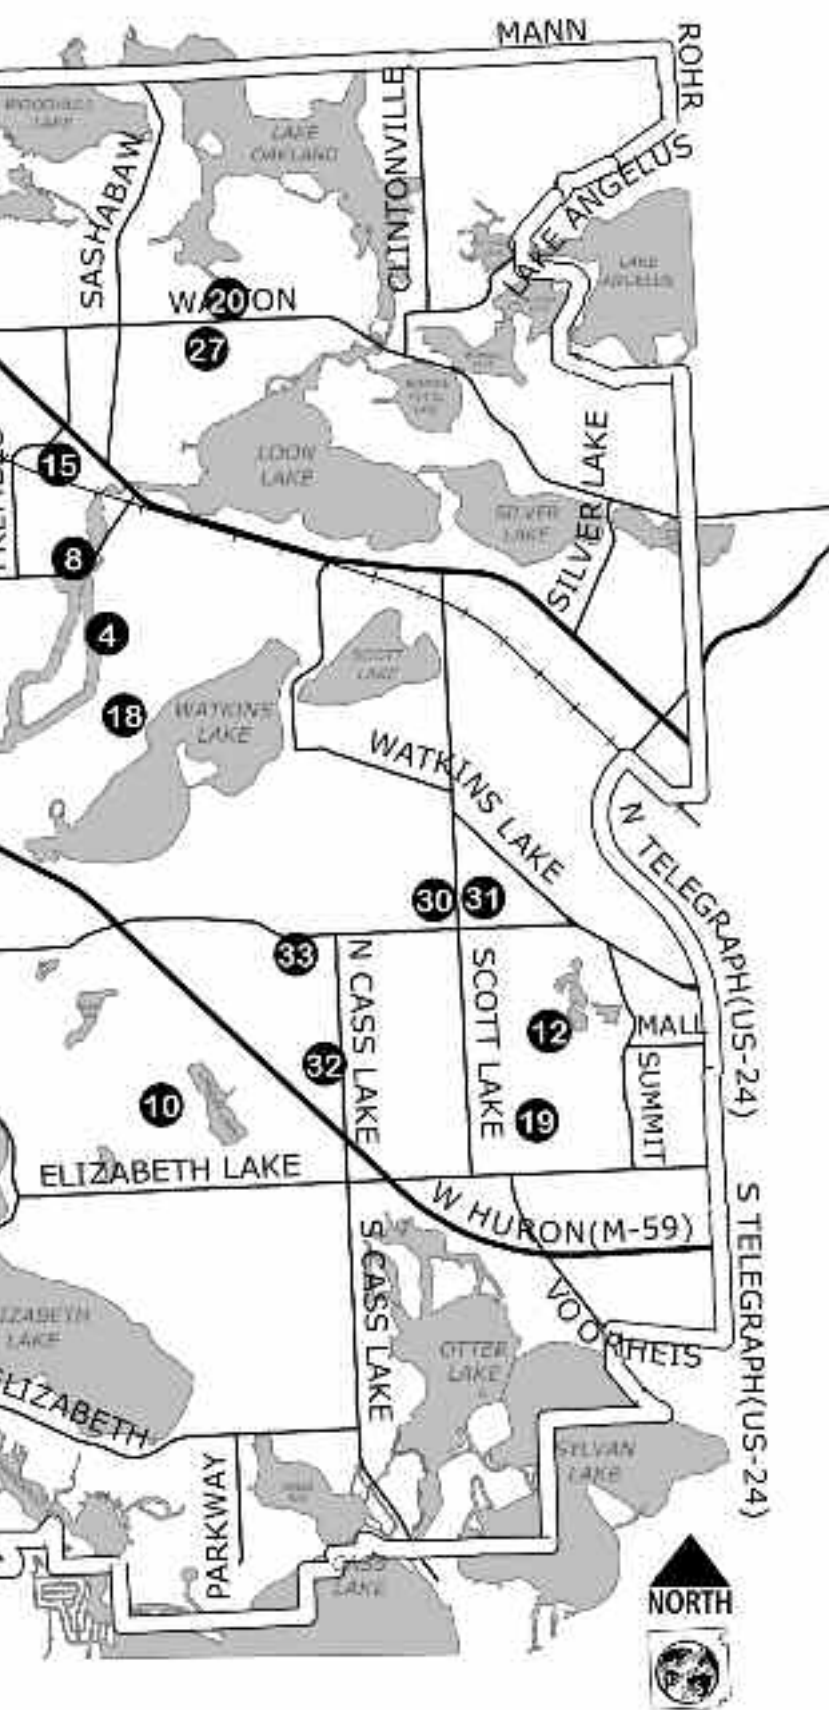 MANN
ROHR
LAKE
OAKLAND
CLINTONVILLE
LAKE ANGELUS
SASHABAW
LAKE
ANGELUS
20
27
LOON
LAKE
SILVER LAKE
SILVER
LAKE
15
8
4
SCOTT
LAKE
18
WATKINS
LAKE
WATKINS LAKE
N TELEGRAPH(US-24)
30
31
33
N CASS LAKE
SCOTT LAKE
12
MALL
32
SUMMIT
10
19
ELIZABETH LAKE
W HURON(M-59)
S TELEGRAPH(US-24)
S CASS LAKE
VOORHEIS
IZABETH
LAKE
OTTER
LAKE
ELIZABETH
SYLVAN
LAKE
PARKWAY
LAKE
NORTH